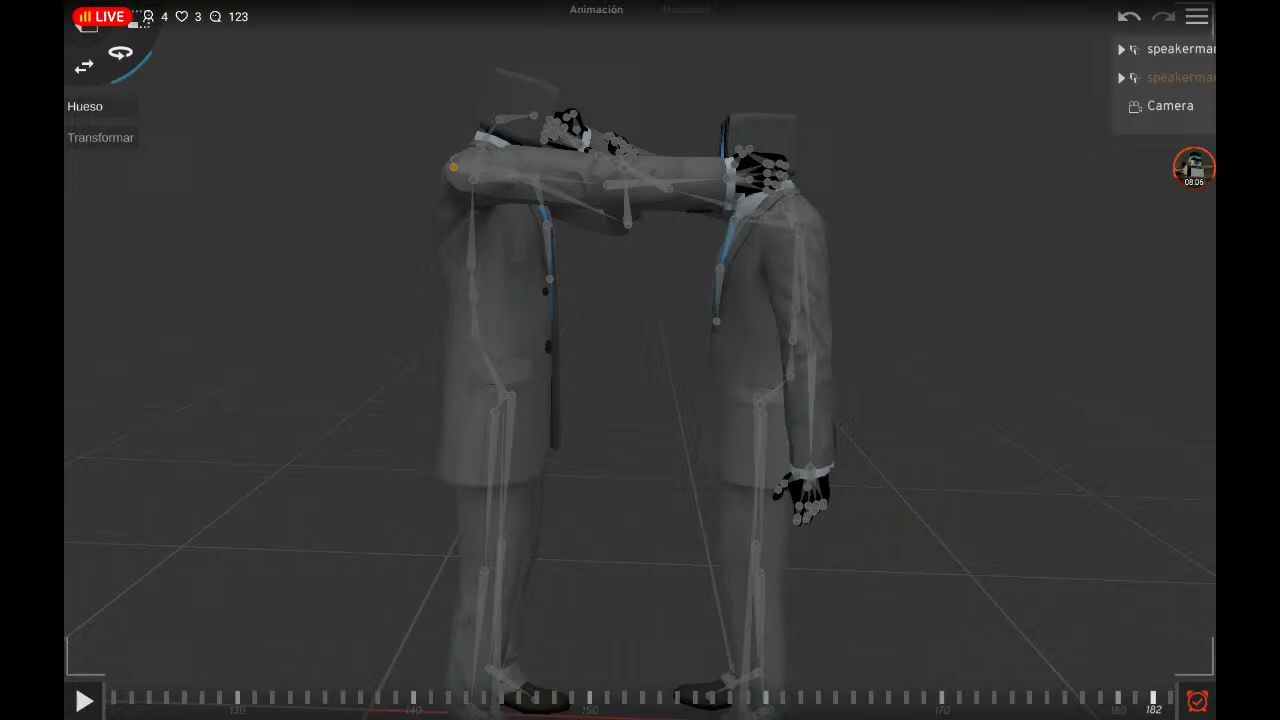 LIVE 4 3 123
Animación
Hueso
Transformar
speakerman
speakerman
Camera
08:06
130
140
150
160
170
180
182